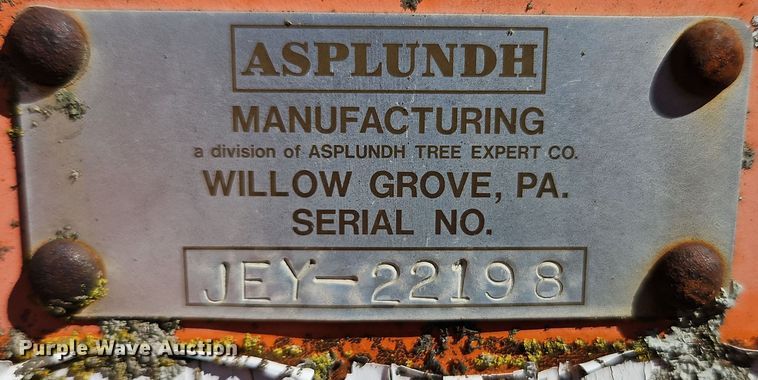 ASPLUNDH
MANUFACTURING
a division of ASPLUNDH TREE EXPERT CO.
WILLOW GROVE, PA.
SERIAL NO.
JEY-22198
Purple Wave Auction